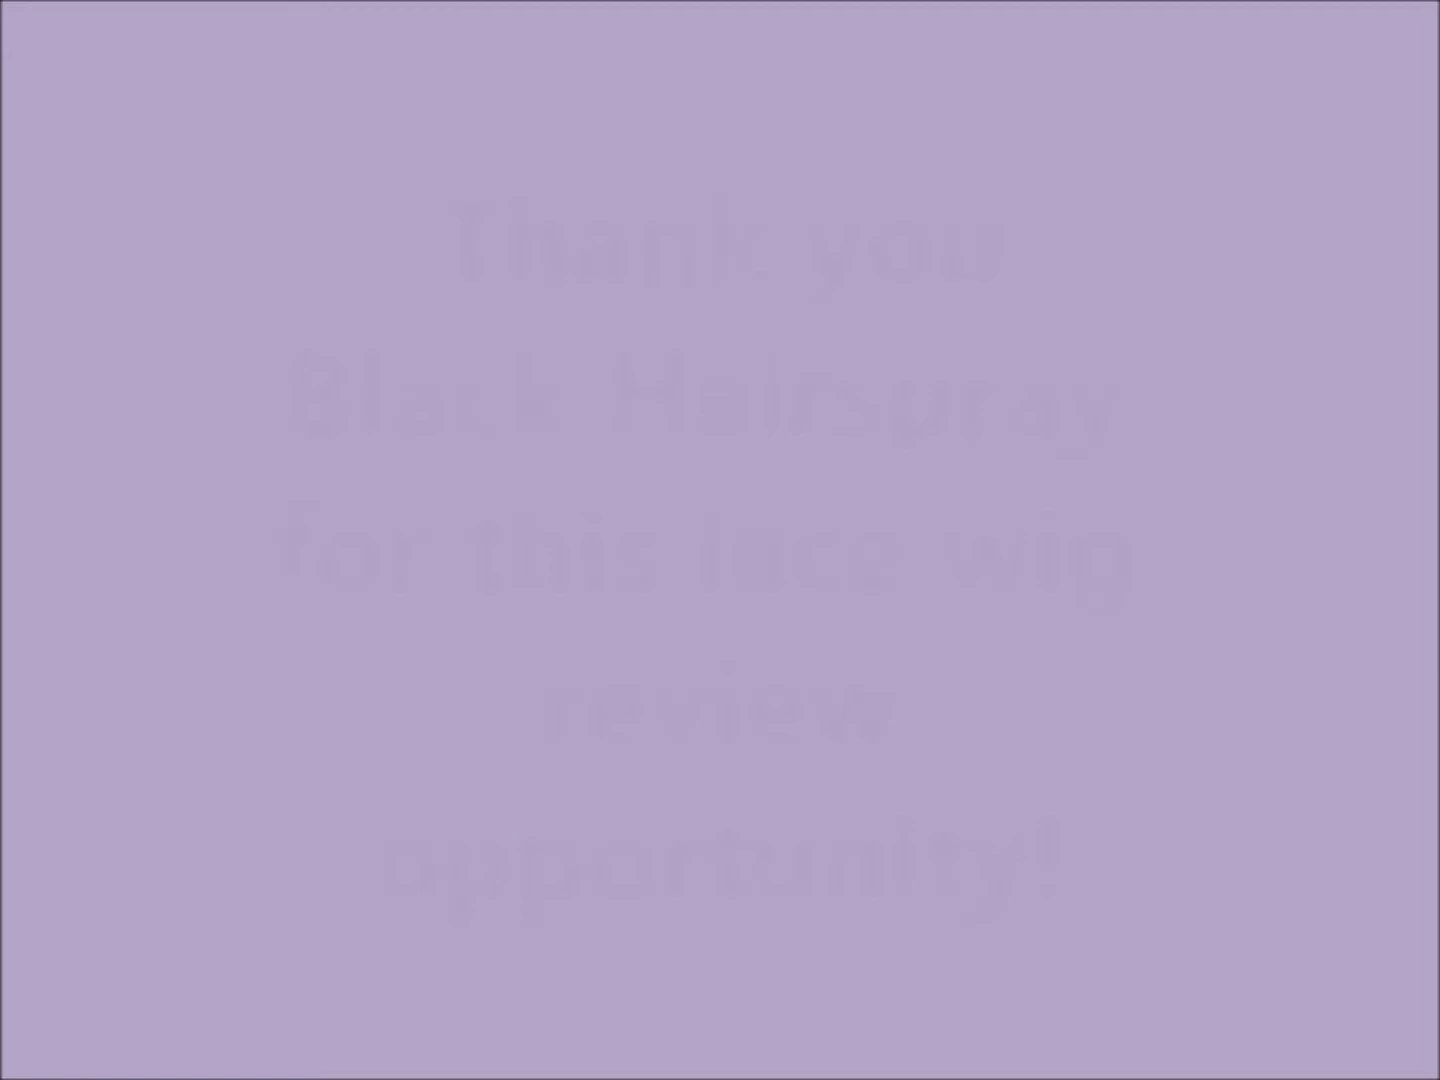 Thank you
Black Hairspray
for this lace wig
review
opportunity!